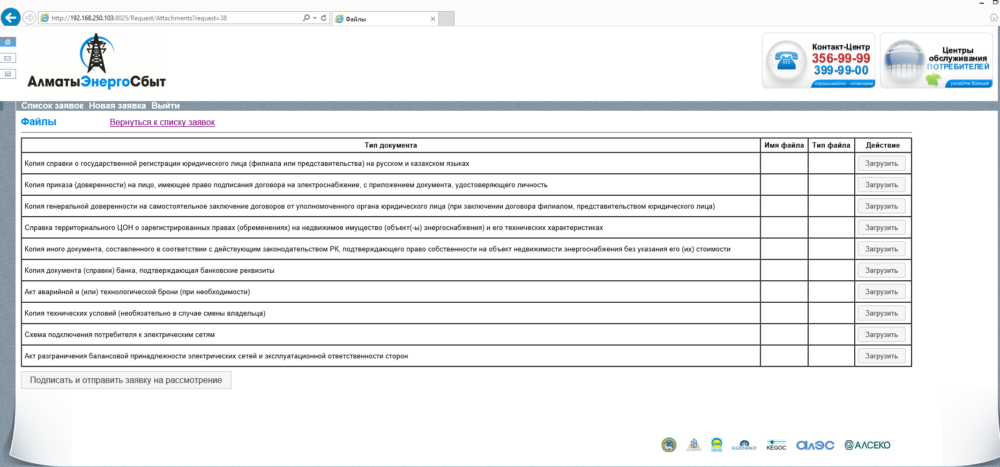 http://192.168.250.103:8025/Request/Attachments?request=38
Файлы
АлматыЭнергоСбыт
Контакт-Центр
356-99-99
399-99-00
спрашивайте - отвечаем
Центры
обслуживания
ПОТРЕБИТЕЛЕЙ
узнайте больше
Список заявок Новая заявка Выйти
Файлы Вернуться к списку заявок
Тип документа Имя файла Тип файла Действие
Копия справки о государственной регистрации юридического лица (филиала или представительства) на русском и казахском языках Загрузить
Копия приказа (доверенности) на лицо, имеющее право подписания договора на электроснабжение, с приложением документа, удостоверяющего личность Загрузить
Копия генеральной доверенности на самостоятельное заключение договоров от уполномоченного органа юридического лица (при заключении договора филиалом, представительством юридического лица) Загрузить
Справка территориального ЦОН о зарегистрированных правах (обременениях) на недвижимое имущество (объект(-ы) энергоснабжения) и его технических характеристиках Загрузить
Копия иного документа, составленного в соответствии с действующим законодательством РК, подтверждающего право собственности на объект недвижимости энергоснабжения без указания его (их) стоимости Загрузить
Копия документа (справки) банка, подтверждающая банковские реквизиты Загрузить
Акт аварийной и (или) технологической брони (при необходимости) Загрузить
Копия технических условий (необязательно в случае смены владельца) Загрузить
Схема подключения потребителя к электрическим сетям Загрузить
Акт разграничения балансовой принадлежности электрических сетей и эксплуатационной ответственности сторон Загрузить
Подписать и отправить заявку на рассмотрение
KAZENERGY KEGOC АЛЭС АЛСЕКО